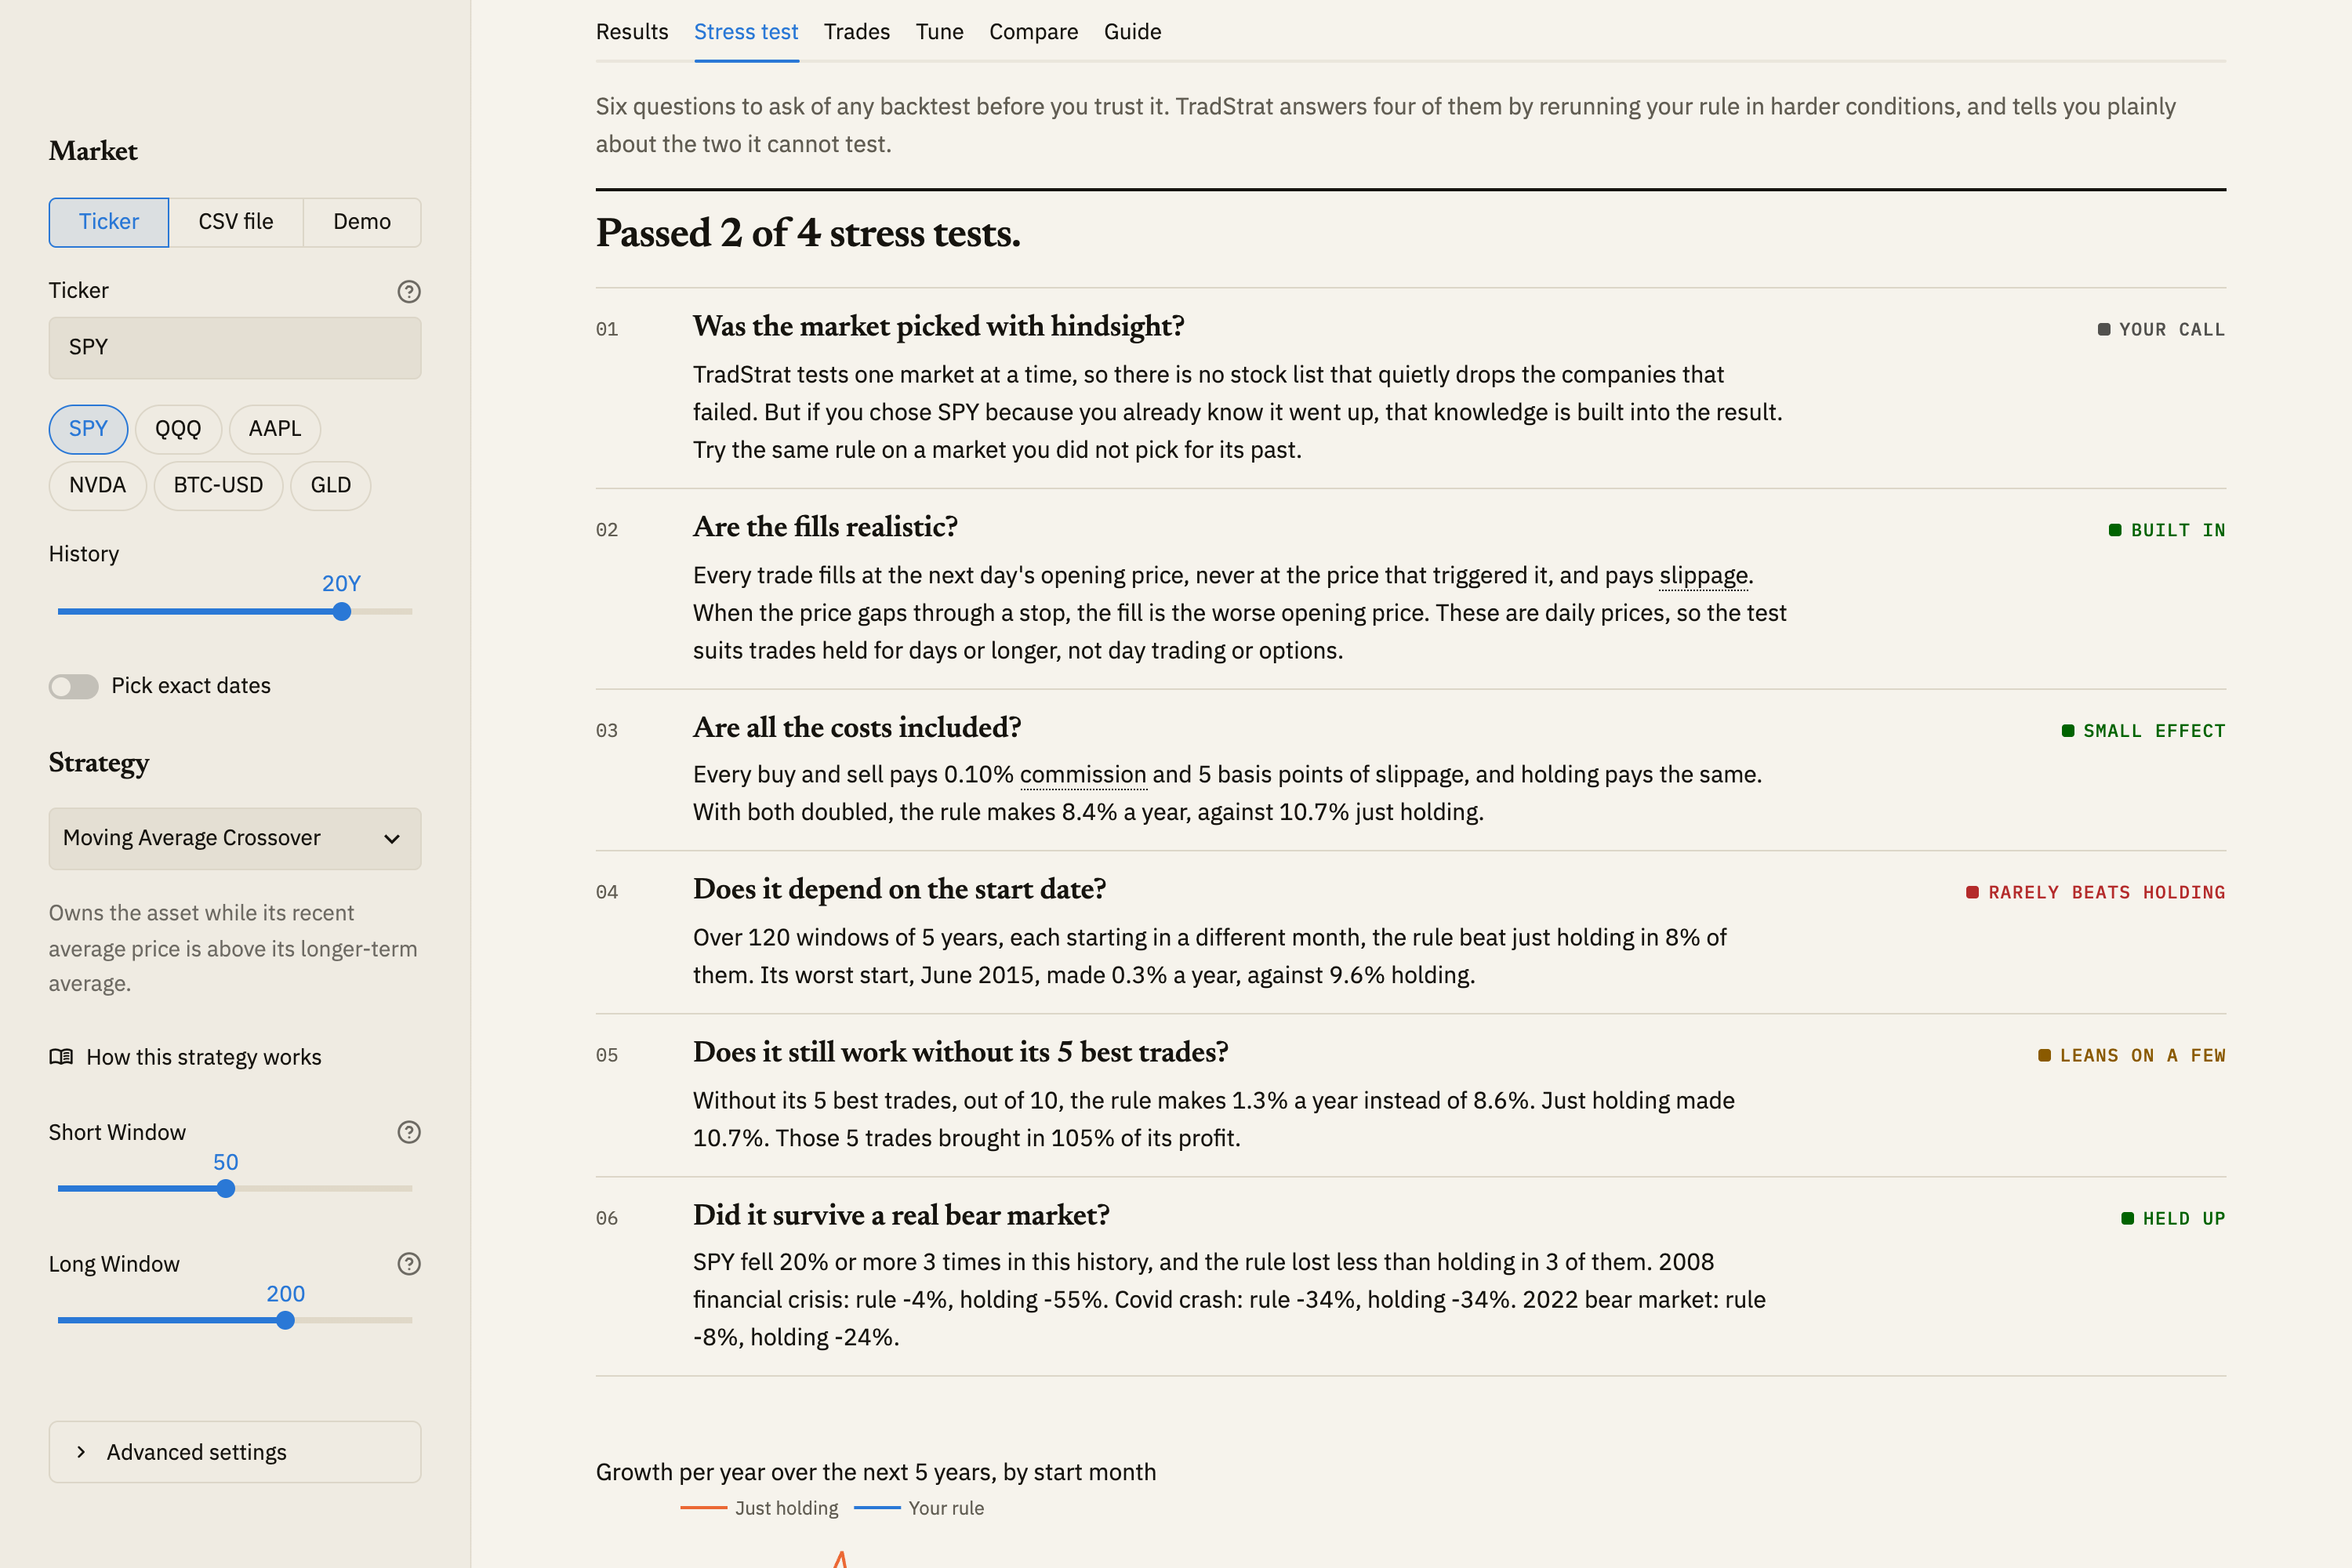 Results Stress test Trades Tune Compare Guide
Six questions to ask of any backtest before you trust it. TradStrat answers four of them by rerunning your rule in harder conditions, and tells you plainly
about the two it cannot test.
Market
Ticker CSV file Demo
Ticker
SPY
SPY QQQ AAPL
NVDA BTC-USD GLD
History
20Y
Pick exact dates
Strategy
Moving Average Crossover
Owns the asset while its recent
average price is above its longer-term
average.
How this strategy works
Short Window
50
Long Window
200
Advanced settings
Passed 2 of 4 stress tests.
01 Was the market picked with hindsight? YOUR CALL
TradStrat tests one market at a time, so there is no stock list that quietly drops the companies that
failed. But if you chose SPY because you already know it went up, that knowledge is built into the result.
Try the same rule on a market you did not pick for its past.
02 Are the fills realistic? BUILT IN
Every trade fills at the next day's opening price, never at the price that triggered it, and pays slippage.
When the price gaps through a stop, the fill is the worse opening price. These are daily prices, so the test
suits trades held for days or longer, not day trading or options.
03 Are all the costs included? SMALL EFFECT
Every buy and sell pays 0.10% commission and 5 basis points of slippage, and holding pays the same.
With both doubled, the rule makes 8.4% a year, against 10.7% just holding.
04 Does it depend on the start date? RARELY BEATS HOLDING
Over 120 windows of 5 years, each starting in a different month, the rule beat just holding in 8% of
them. Its worst start, June 2015, made 0.3% a year, against 9.6% holding.
05 Does it still work without its 5 best trades? LEANS ON A FEW
Without its 5 best trades, out of 10, the rule makes 1.3% a year instead of 8.6%. Just holding made
10.7%. Those 5 trades brought in 105% of its profit.
06 Did it survive a real bear market? HELD UP
SPY fell 20% or more 3 times in this history, and the rule lost less than holding in 3 of them. 2008
financial crisis: rule -4%, holding -55%. Covid crash: rule -34%, holding -34%. 2022 bear market: rule
-8%, holding -24%.
Growth per year over the next 5 years, by start month
Just holding Your rule